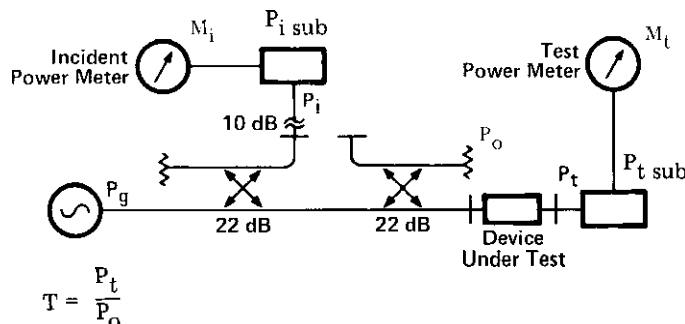 M_i
P_i sub
Incident
Power Meter
P_i
10 dB
Test
Power Meter
M_t
P_o
P_t
P_t sub
P_g
22 dB
22 dB
Device
Under Test
T = P_t / P_o